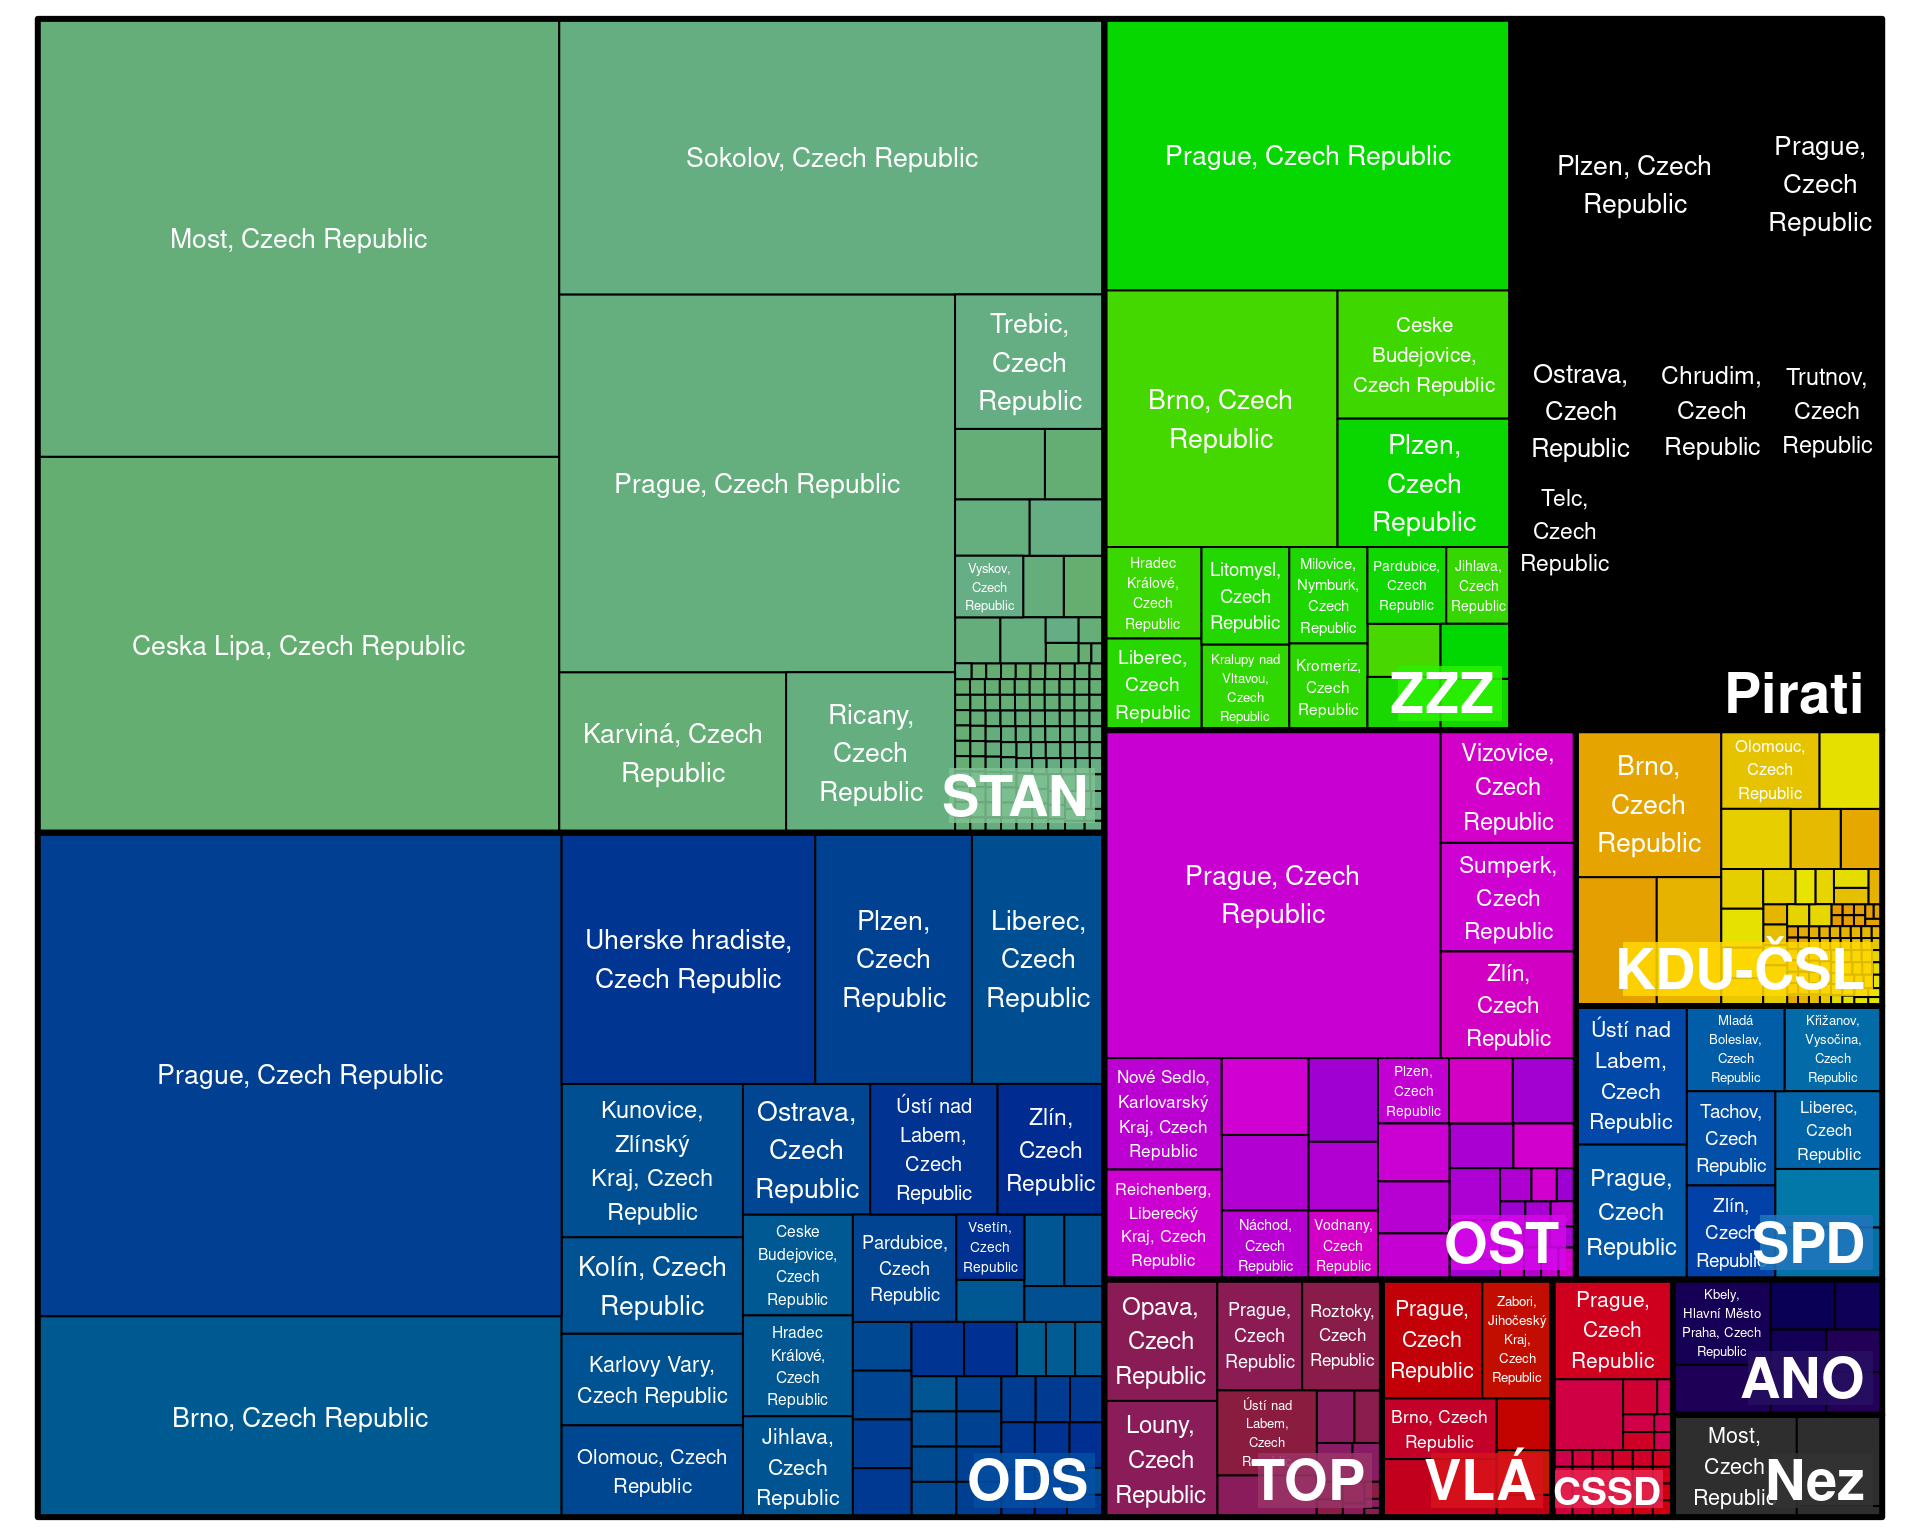 Most, Czech Republic
Ceska Lipa, Czech Republic
Sokolov, Czech Republic
Prague, Czech Republic
Trebic,
Czech
Republic
Vyskov,
Czech
Republic
Karviná, Czech
Republic
Ricany,
Czech
Republic
STAN
Prague, Czech Republic
Brno, Czech Republic
Uherske hradiste,
Czech Republic
Plzen,
Czech
Republic
Liberec,
Czech
Republic
Kunovice,
Zlínský
Kraj, Czech
Republic
Kolín, Czech
Republic
Karlovy Vary,
Czech Republic
Olomouc, Czech
Republic
Ostrava,
Czech
Republic
Ústí nad
Labem,
Czech
Republic
Zlín,
Czech
Republic
Ceske
Budejovice,
Czech
Republic
Hradec
Králové,
Czech
Republic
Jihlava,
Czech
Republic
Pardubice,
Czech
Republic
Vsetín,
Czech
Republic
ODS
Prague, Czech Republic
Brno, Czech
Republic
Ceske
Budejovice,
Czech Republic
Plzen,
Czech
Republic
Hradec
Králové,
Czech
Republic
Liberec,
Czech
Republic
Litomysl,
Czech
Republic
Kralupy nad
Vltavou,
Czech
Republic
Milovice,
Nymburk,
Czech
Republic
Kromeriz,
Czech
Republic
Pardubice,
Czech
Republic
Jihlava,
Czech
Republic
ZZZ
Plzen, Czech
Republic
Prague,
Czech
Republic
Ostrava,
Czech
Republic
Chrudim,
Czech
Republic
Trutnov,
Czech
Republic
Telc,
Czech
Republic
Pirati
Prague, Czech
Republic
Vizovice,
Czech
Republic
Sumperk,
Czech
Republic
Zlín,
Czech
Republic
Nové Sedlo,
Karlovarský
Kraj, Czech
Republic
Reichenberg,
Liberecký
Kraj, Czech
Republic
Náchod,
Czech
Republic
Vodnany,
Czech
Republic
Plzen,
Czech
Republic
OST
Brno,
Czech
Republic
Olomouc,
Czech
Republic
KDU-ČSL
Ústí nad
Labem,
Czech
Republic
Prague,
Czech
Republic
Mladá
Boleslav,
Czech
Republic
Křižanov,
Vysočina,
Czech
Republic
Tachov,
Czech
Republic
Liberec,
Czech
Republic
Zlín,
Czech
Republic
SPD
Opava,
Czech
Republic
Louny,
Czech
Republic
Prague,
Czech
Republic
Roztoky,
Czech
Republic
Ústí nad
Labem,
Czech
TOP
Prague,
Czech
Republic
Zabori,
Jihočeský
Kraj,
Czech
Republic
Brno, Czech
Republic
VLÁ
Prague,
Czech
Republic
CSSD
Kbely,
Hlavní Město
Praha, Czech
Republic
ANO
Most,
Czech
Republic
Nez